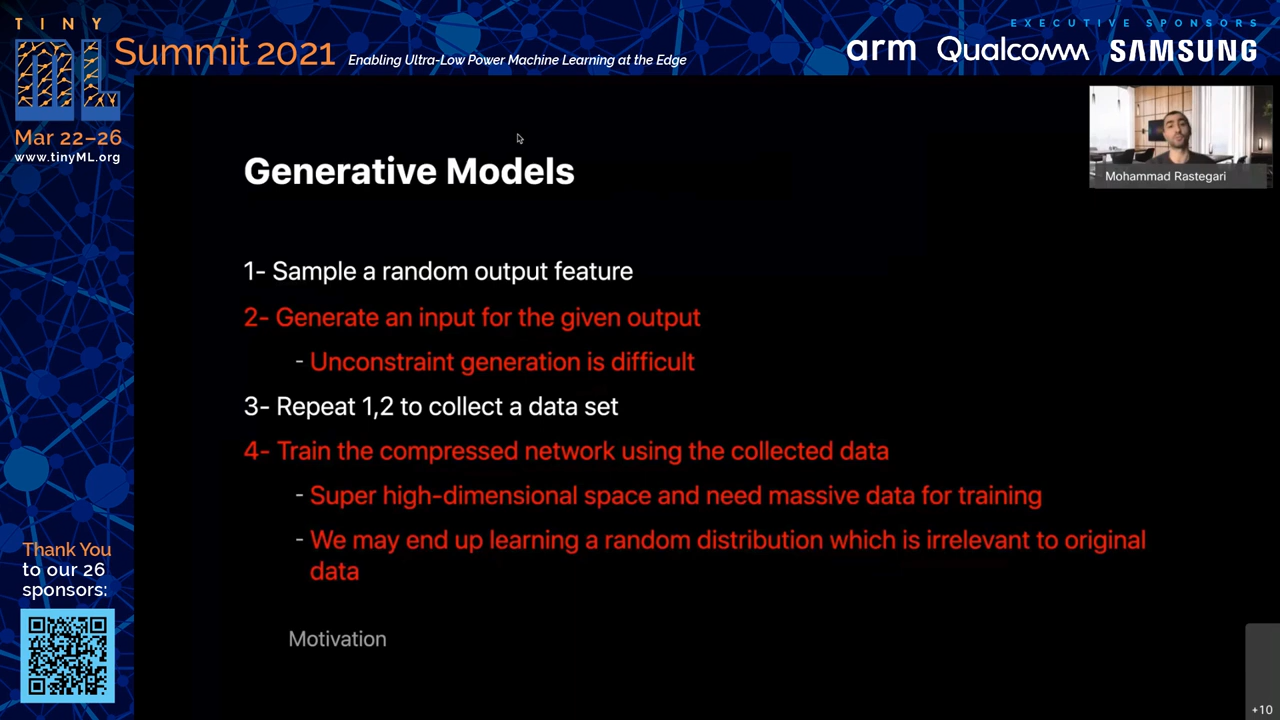 TINY
ML
Summit 2021
Enabling Ultra-Low Power Machine Learning at the Edge
EXECUTIVE SPONSORS
arm Qualcomm SAMSUNG
Mar 22–26
www.tinyML.org
Mohammad Rastegari
Generative Models
1- Sample a random output feature
2- Generate an input for the given output
- Unconstraint generation is difficult
3- Repeat 1,2 to collect a data set
4- Train the compressed network using the collected data
- Super high-dimensional space and need massive data for training
- We may end up learning a random distribution which is irrelevant to original
data
Motivation
Thank You
to our 26
sponsors:
+10